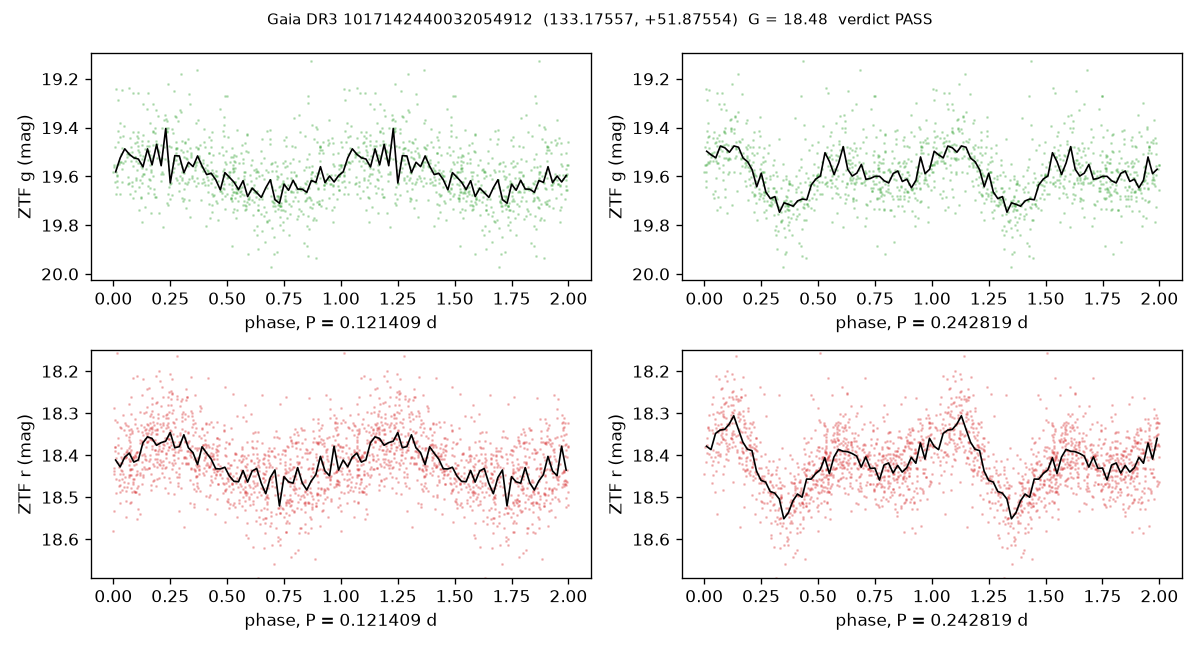 Gaia DR3 1017142440032054912  (133.17557, +51.87554)  G = 18.48  verdict PASS
ZTF g (mag)
19.2
19.4
19.6
19.8
20.0
0.00 0.25 0.50 0.75 1.00 1.25 1.50 1.75 2.00
phase, P = 0.121409 d
ZTF g (mag)
19.2
19.4
19.6
19.8
20.0
0.00 0.25 0.50 0.75 1.00 1.25 1.50 1.75 2.00
phase, P = 0.242819 d
ZTF r (mag)
18.2
18.3
18.4
18.5
18.6
0.00 0.25 0.50 0.75 1.00 1.25 1.50 1.75 2.00
phase, P = 0.121409 d
ZTF r (mag)
18.2
18.3
18.4
18.5
18.6
0.00 0.25 0.50 0.75 1.00 1.25 1.50 1.75 2.00
phase, P = 0.242819 d